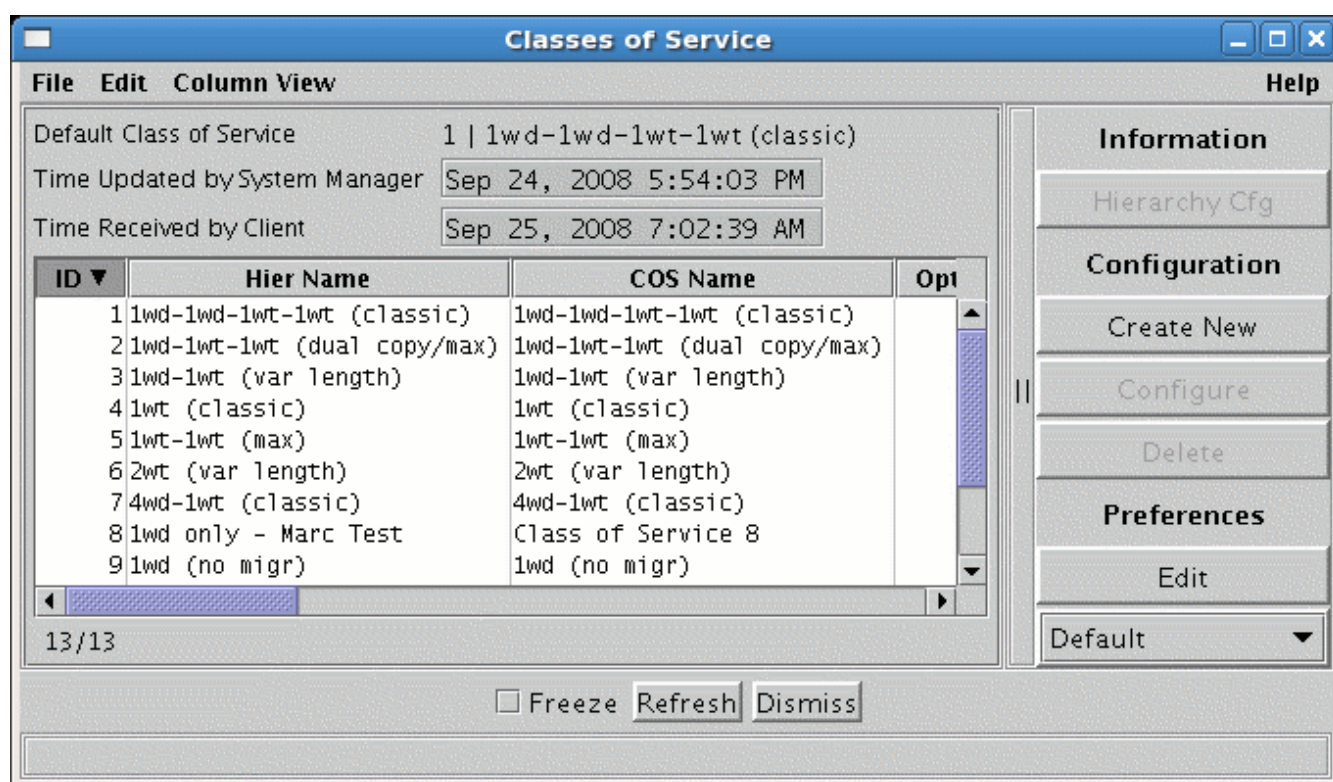 Classes of Service
File Edit Column View Help
Default Class of Service 1 | 1wd-1wd-1wt-1wt (classic)
Time Updated by System Manager Sep 24, 2008 5:54:03 PM
Time Received by Client Sep 25, 2008 7:02:39 AM
ID ▼ Hier Name COS Name Opt
1 1wd-1wd-1wt-1wt (classic) 1wd-1wd-1wt-1wt (classic)
2 1wd-1wt-1wt (dual copy/max) 1wd-1wt-1wt (dual copy/max)
3 1wd-1wt (var length) 1wd-1wt (var length)
4 1wt (classic) 1wt (classic)
5 1wt-1wt (max) 1wt-1wt (max)
6 2wt (var length) 2wt (var length)
7 4wd-1wt (classic) 4wd-1wt (classic)
8 1wd only - Marc Test Class of Service 8
9 1wd (no migr) 1wd (no migr)
13/13
Information
Hierarchy Cfg
Configuration
Create New
Configure
Delete
Preferences
Edit
Default
Freeze Refresh Dismiss